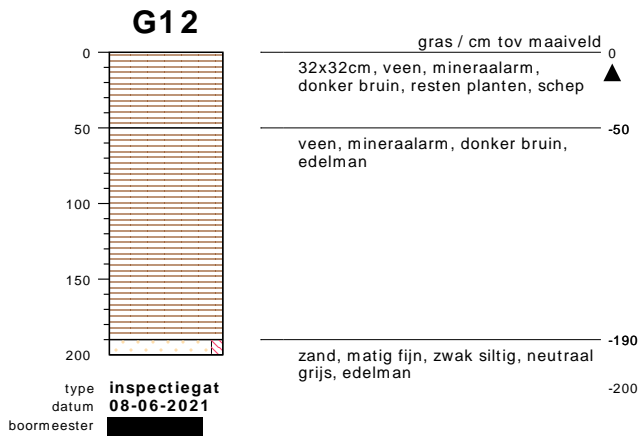 G12
gras / cm tov maaiveld
0
0
32x32cm, veen, mineraalarm,
donker bruin, resten planten, schep
50
-50
veen, mineraalarm, donker bruin,
edelman
100
150
-190
200
zand, matig fijn, zwak siltig, neutraal
grijs, edelman
-200
type inspectiegat
datum 08-06-2021
boormeester